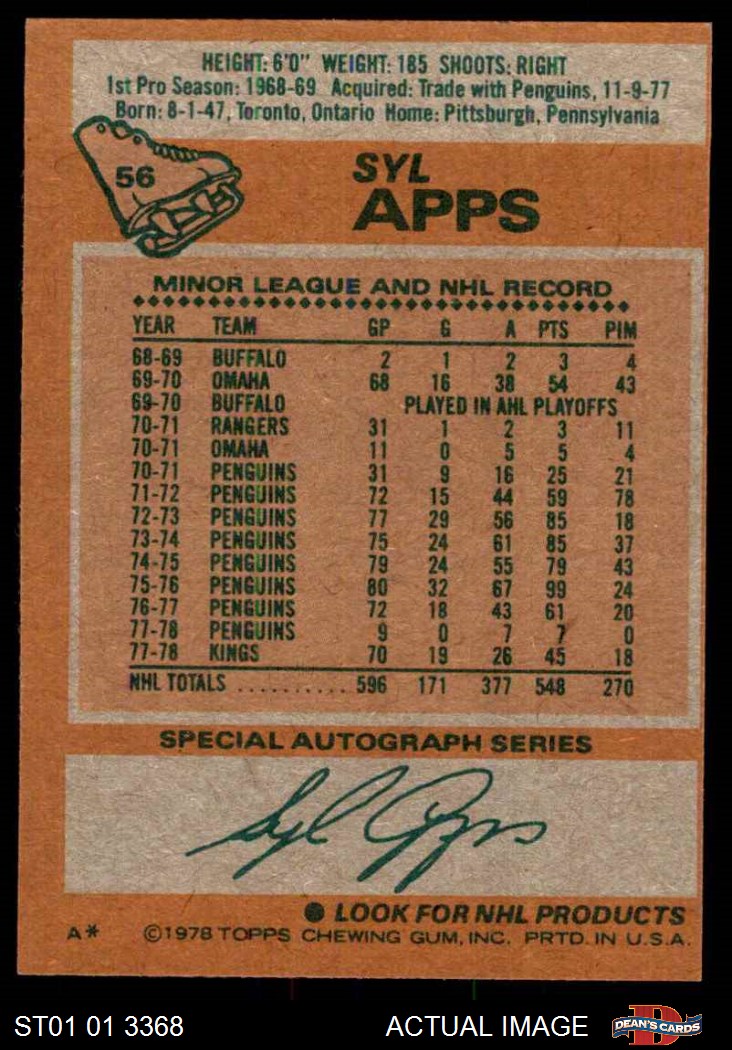 HEIGHT: 6'0" WEIGHT: 185 SHOOTS: RIGHT
1st Pro Season: 1968-69 Acquired: Trade with Penguins, 11-9-77
Born: 8-1-47, Toronto, Ontario Home: Pittsburgh, Pennsylvania
56
SYL
APPS
MINOR LEAGUE AND NHL RECORD
YEAR TEAM GP G A PTS PIM
68-69 BUFFALO 2 1 2 3 4
69-70 OMAHA 68 16 38 54 43
69-70 BUFFALO PLAYED IN AHL PLAYOFFS
70-71 RANGERS 31 1 2 3 11
70-71 OMAHA 11 0 5 5 4
70-71 PENGUINS 31 9 16 25 21
71-72 PENGUINS 72 15 44 59 78
72-73 PENGUINS 77 29 56 85 18
73-74 PENGUINS 75 24 61 85 37
74-75 PENGUINS 79 24 55 79 43
75-76 PENGUINS 80 32 67 99 24
76-77 PENGUINS 72 18 43 61 20
77-78 PENGUINS 9 0 7 7 0
77-78 KINGS 70 19 26 45 18
NHL TOTALS .......... 596 171 377 548 270
SPECIAL AUTOGRAPH SERIES
Syl Apps
● LOOK FOR NHL PRODUCTS
A* ©1978 TOPPS CHEWING GUM, INC. PRTD. IN U.S.A.
ST01 01 3368 ACTUAL IMAGE D DEAN'S CARDS